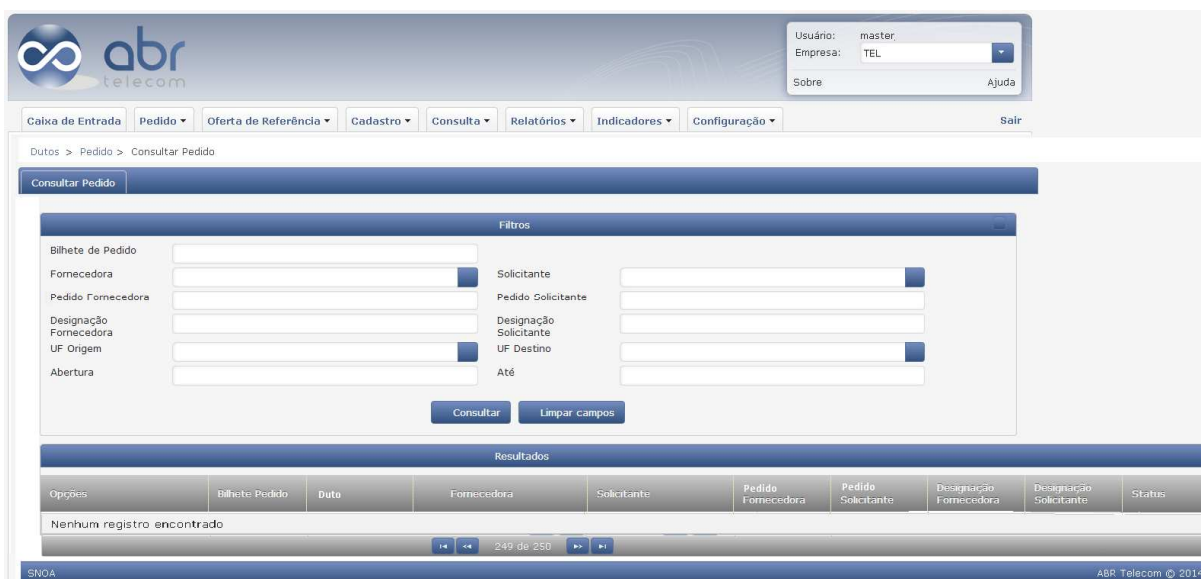 abr
telecom
Usuário: master
Empresa: TEL
Sobre Ajuda
Caixa de Entrada Pedido Oferta de Referência Cadastro Consulta Relatórios Indicadores Configuração Sair
Dutos > Pedido > Consultar Pedido
Consultar Pedido
Filtros
Bilhete de Pedido
Fornecedora Solicitante
Pedido Fornecedora Pedido Solicitante
Designação Fornecedora Designação Solicitante
UF Origem UF Destino
Abertura Até
Consultar Limpar campos
Resultados
Opções Bilhete Pedido Duto Fornecedora Solicitante Pedido Fornecedora Pedido Solicitante Designação Fornecedora Designação Solicitante Status
Nenhum registro encontrado
249 de 250
SNOA ABR Telecom © 2014